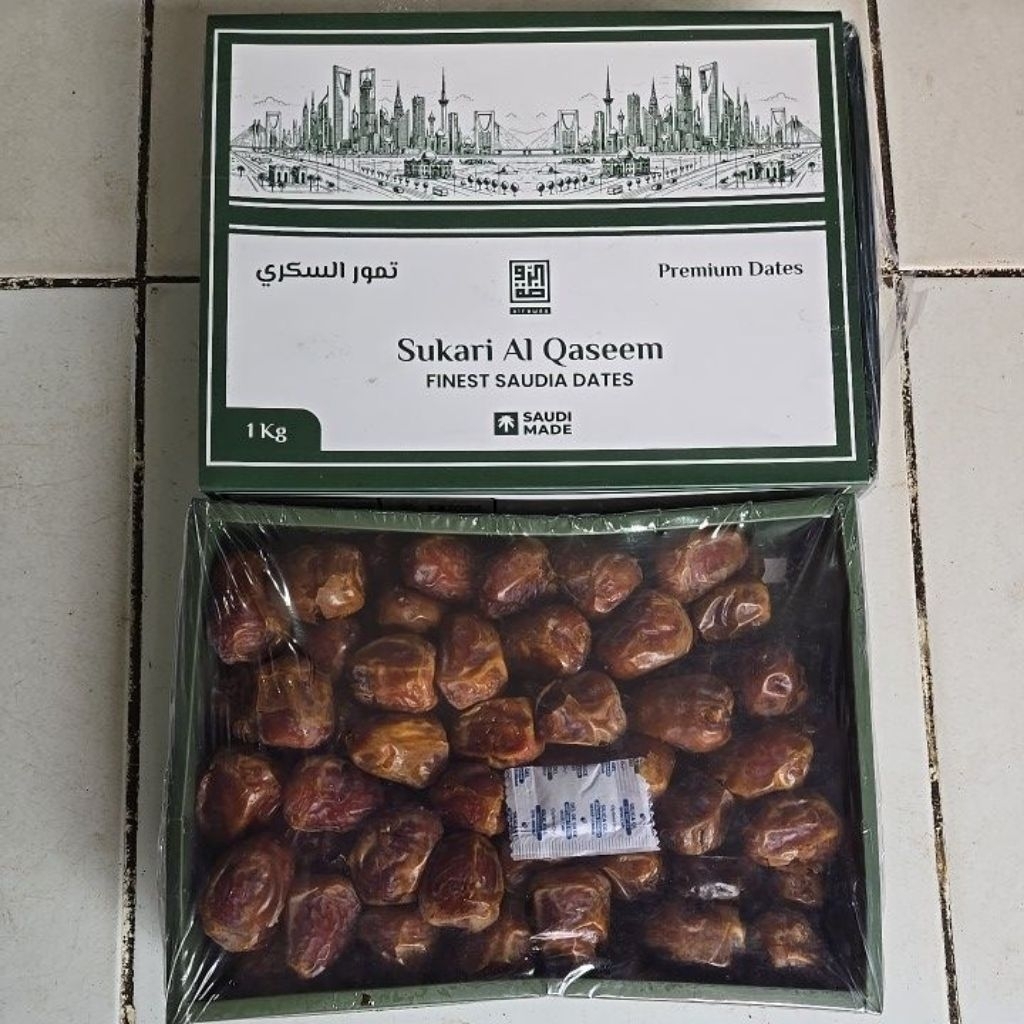 تمور السكري
Premium Dates
Sukari Al Qaseem
FINEST SAUDIA DATES
SAUDI
MADE
1 Kg